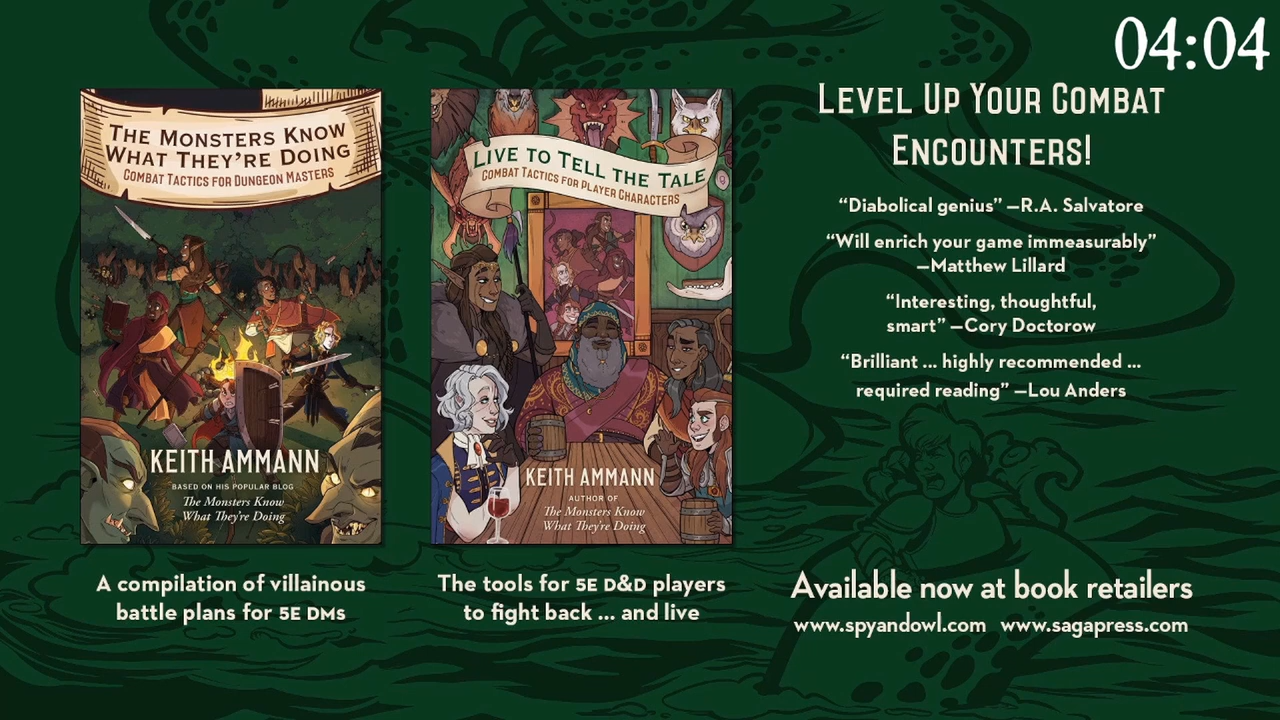 04:04
THE MONSTERS KNOW
WHAT THEY'RE DOING
COMBAT TACTICS FOR DUNGEON MASTERS
KEITH AMMANN
BASED ON HIS POPULAR BLOG
The Monsters Know
What They're Doing
A compilation of villainous
battle plans for 5E DMs
LIVE TO TELL THE TALE
COMBAT TACTICS FOR PLAYER CHARACTERS
KEITH AMMANN
AUTHOR OF
The Monsters Know
What They're Doing
The tools for 5E D&D players
to fight back ... and live
LEVEL UP YOUR COMBAT
ENCOUNTERS!
“Diabolical genius” —R.A. Salvatore
“Will enrich your game immeasurably”
—Matthew Lillard
“Interesting, thoughtful,
smart” —Cory Doctorow
“Brilliant ... highly recommended ...
required reading” —Lou Anders
Available now at book retailers
www.spyandowl.com www.sagapress.com